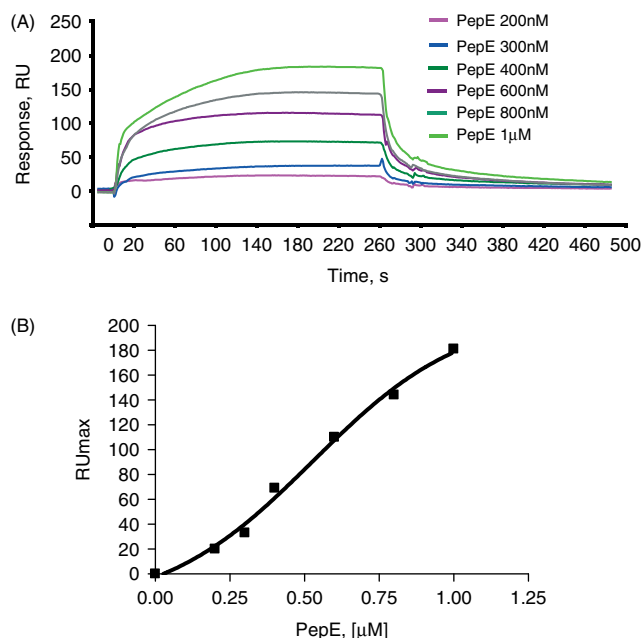 (A)
250
200
150
100
50
0
Response, RU
0 20 60 100 140 180 220 260 300 340 380 420 460 500
Time, s
PepE 200nM
PepE 300nM
PepE 400nM
PepE 600nM
PepE 800nM
PepE 1μM
(B)
200
180
160
140
120
100
80
60
40
20
0
RUmax
0.00 0.25 0.50 0.75 1.00 1.25
PepE, [μM]